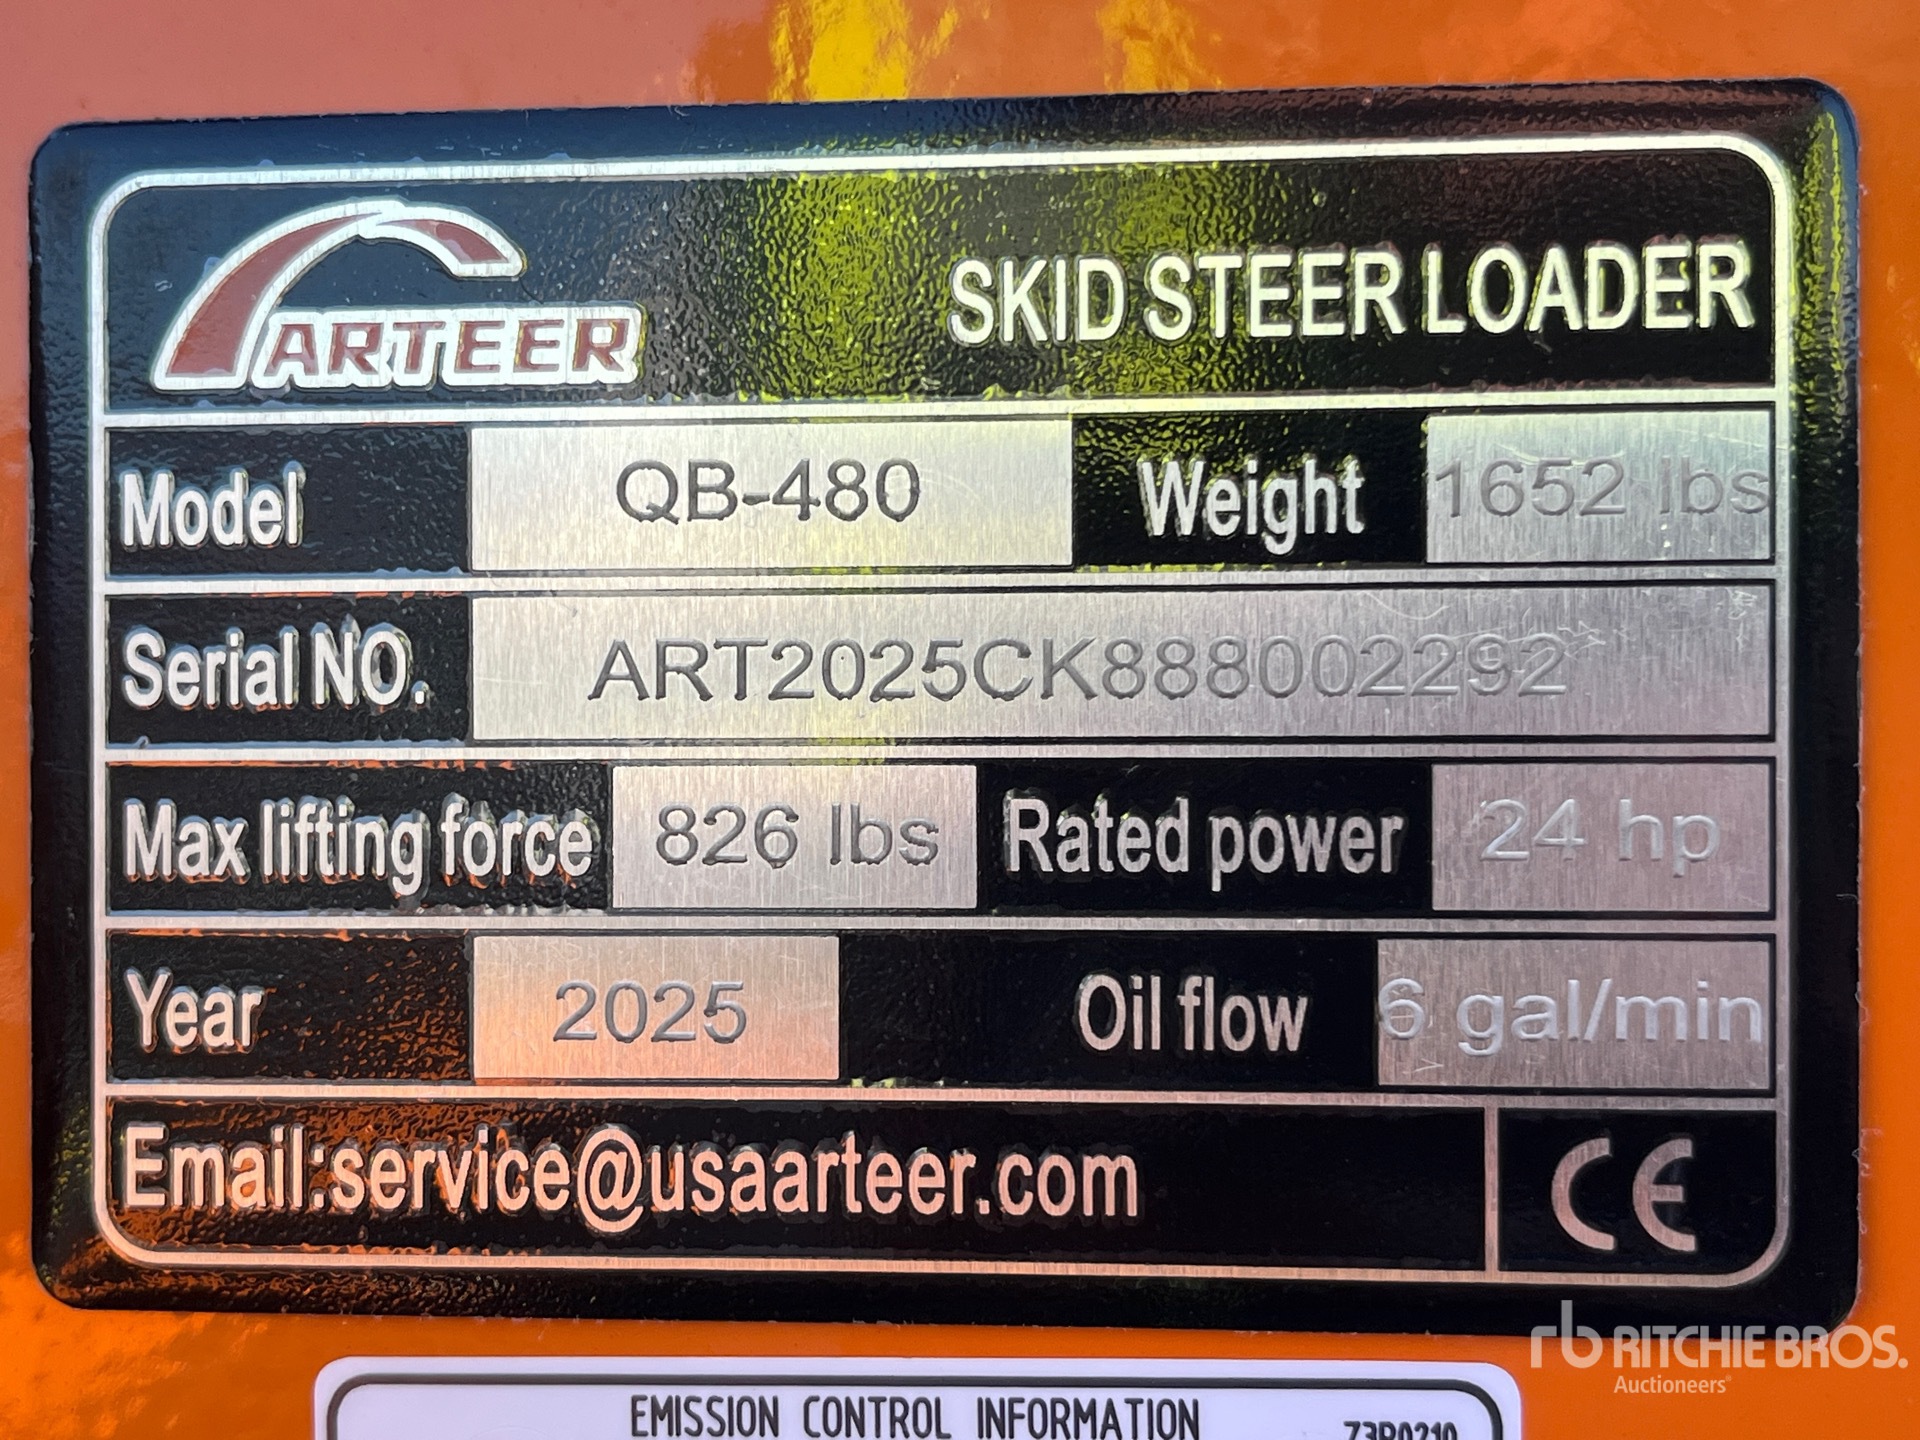 ARTEER
SKID STEER LOADER
Model QB-480 Weight 1652 lbs
Serial NO. ART2025CK888002292
Max lifting force 826 lbs Rated power 24 hp
Year 2025 Oil flow 6 gal/min
Email:service@usaarteer.com CE
rb RITCHIE BROS.
Auctioneers
EMISSION CONTROL INFORMATION